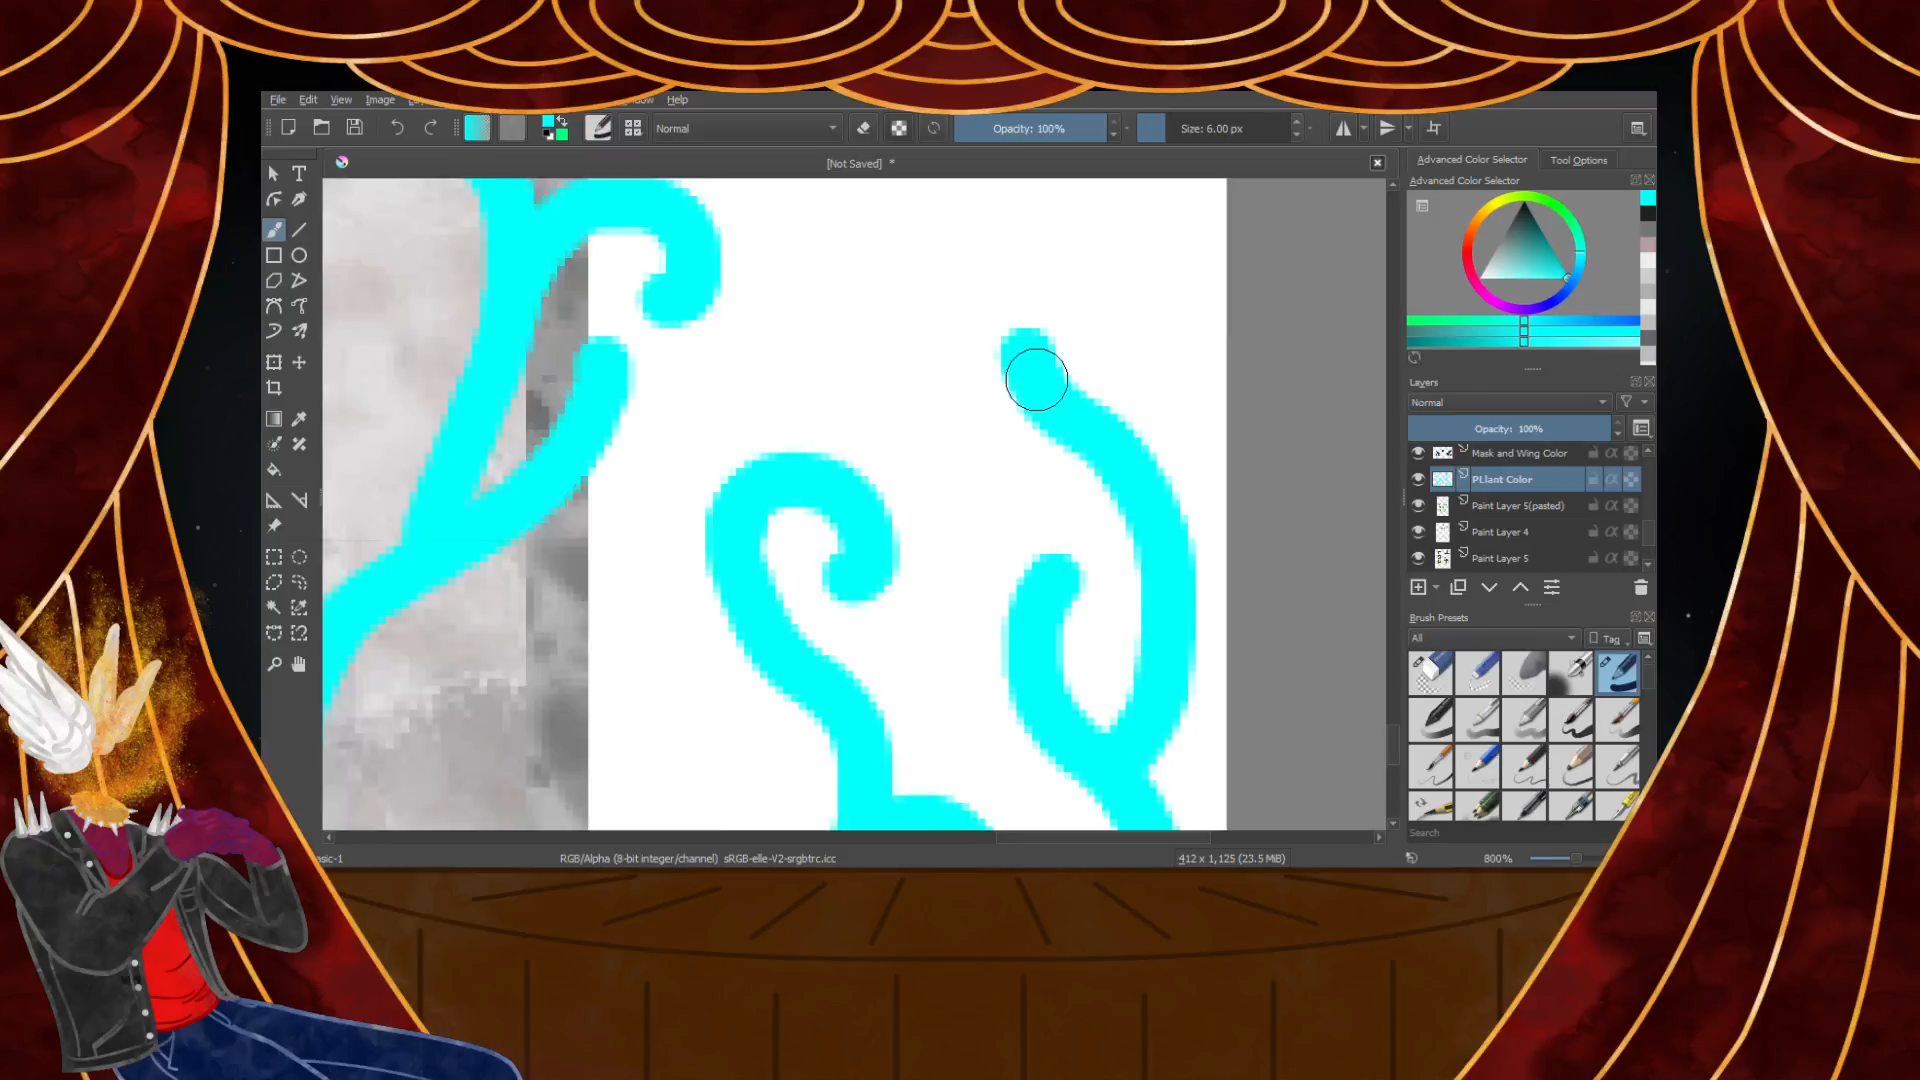 File Edit View Image Help
Normal Opacity: 100% Size: 6.00 px
[Not Saved] *
Advanced Color Selector Tool Options
Advanced Color Selector
Layers
Normal
Opacity: 100%
Mask and Wing Color
PLlant Color
Paint Layer 5(pasted)
Paint Layer 4
Paint Layer 5
Brush Presets
All Tag
Search
RGB/Alpha (8-bit integer/channel) sRGB-elle-V2-srgbtrc.icc 412 x 1,125 (23.5 MiB) 800%